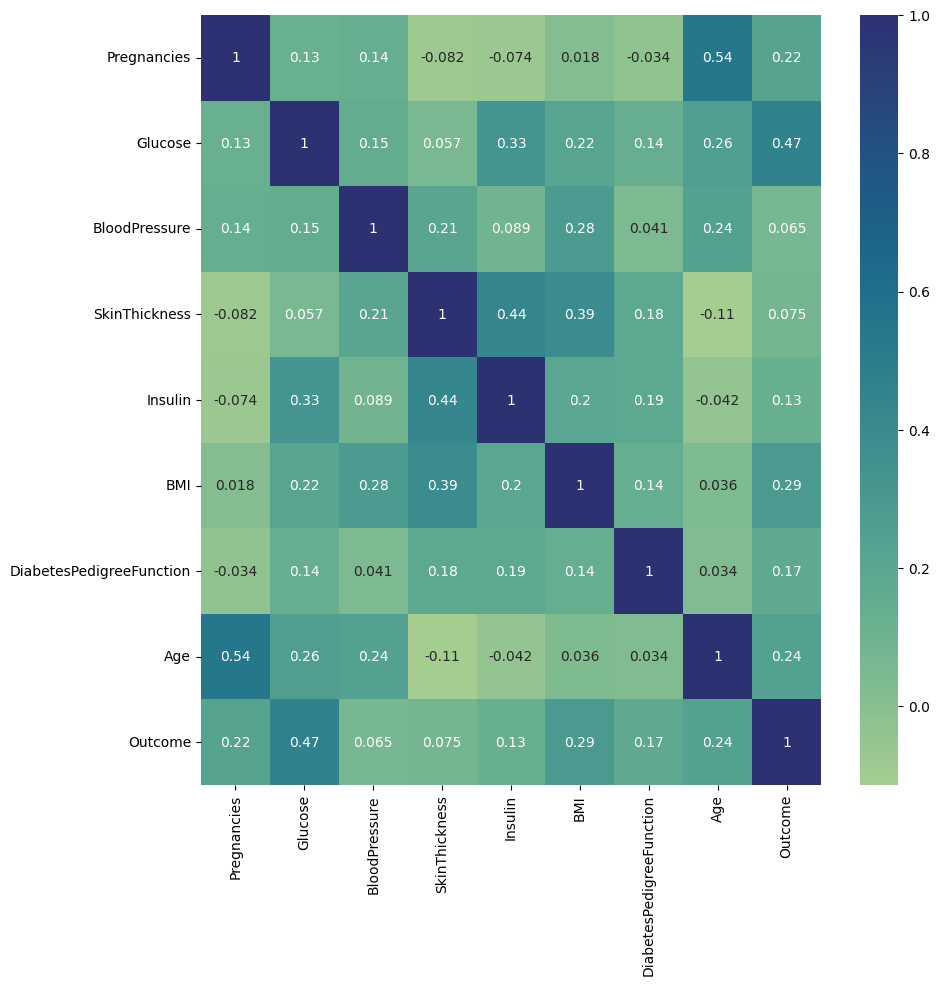 Pregnancies 1 0.13 0.14 -0.082 -0.074 0.018 -0.034 0.54 0.22
Glucose 0.13 1 0.15 0.057 0.33 0.22 0.14 0.26 0.47
BloodPressure 0.14 0.15 1 0.21 0.089 0.28 0.041 0.24 0.065
SkinThickness -0.082 0.057 0.21 1 0.44 0.39 0.18 -0.11 0.075
Insulin -0.074 0.33 0.089 0.44 1 0.2 0.19 -0.042 0.13
BMI 0.018 0.22 0.28 0.39 0.2 1 0.14 0.036 0.29
DiabetesPedigreeFunction -0.034 0.14 0.041 0.18 0.19 0.14 1 0.034 0.17
Age 0.54 0.26 0.24 -0.11 -0.042 0.036 0.034 1 0.24
Outcome 0.22 0.47 0.065 0.075 0.13 0.29 0.17 0.24 1
Pregnancies
Glucose
BloodPressure
SkinThickness
Insulin
BMI
DiabetesPedigreeFunction
Age
Outcome
1.0
0.8
0.6
0.4
0.2
0.0